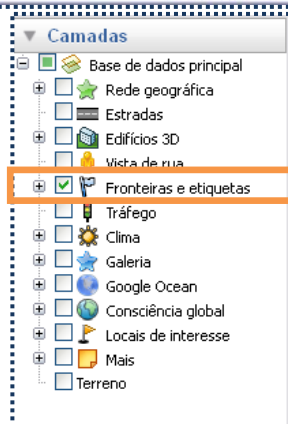 Camadas
Base de dados principal
Rede geográfica
Estradas
Edifícios 3D
Vista de rua
Fronteiras e etiquetas
Tráfego
Clima
Galeria
Google Ocean
Consciência global
Locais de interesse
Mais
Terreno